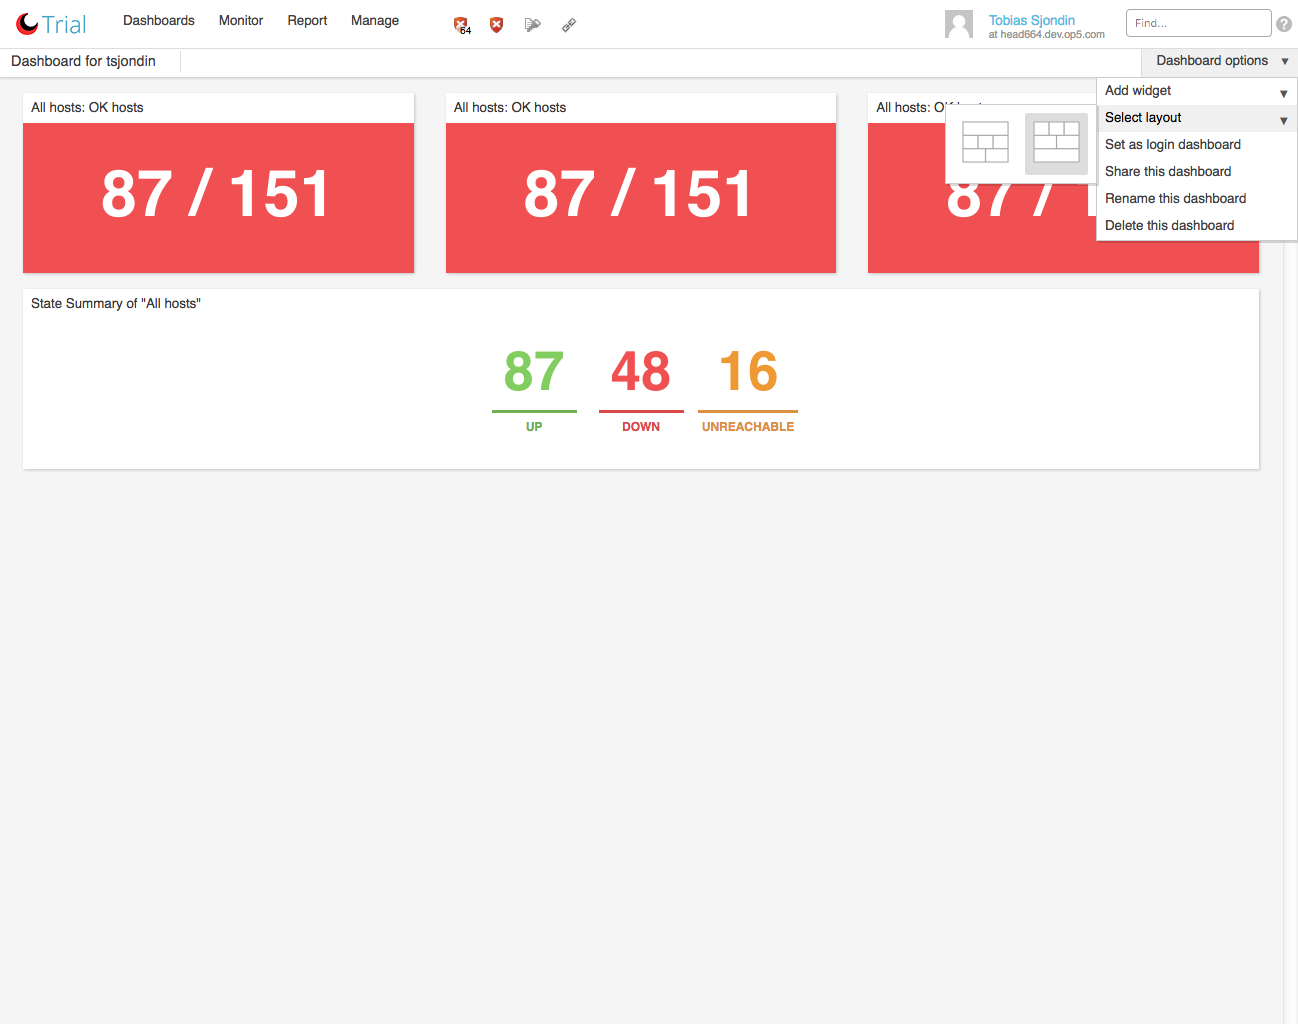 Trial
Dashboards Monitor Report Manage
64
Tobias Sjondin
at head664.dev.op5.com
Find...
?
Dashboard for tsjondin
Dashboard options ▼
Add widget ▼
Select layout ▼
Set as login dashboard
Share this dashboard
Rename this dashboard
Delete this dashboard
All hosts: OK hosts
87 / 151
All hosts: OK hosts
87 / 151
All hosts:
87 /
State Summary of "All hosts"
87 48 16
UP DOWN UNREACHABLE